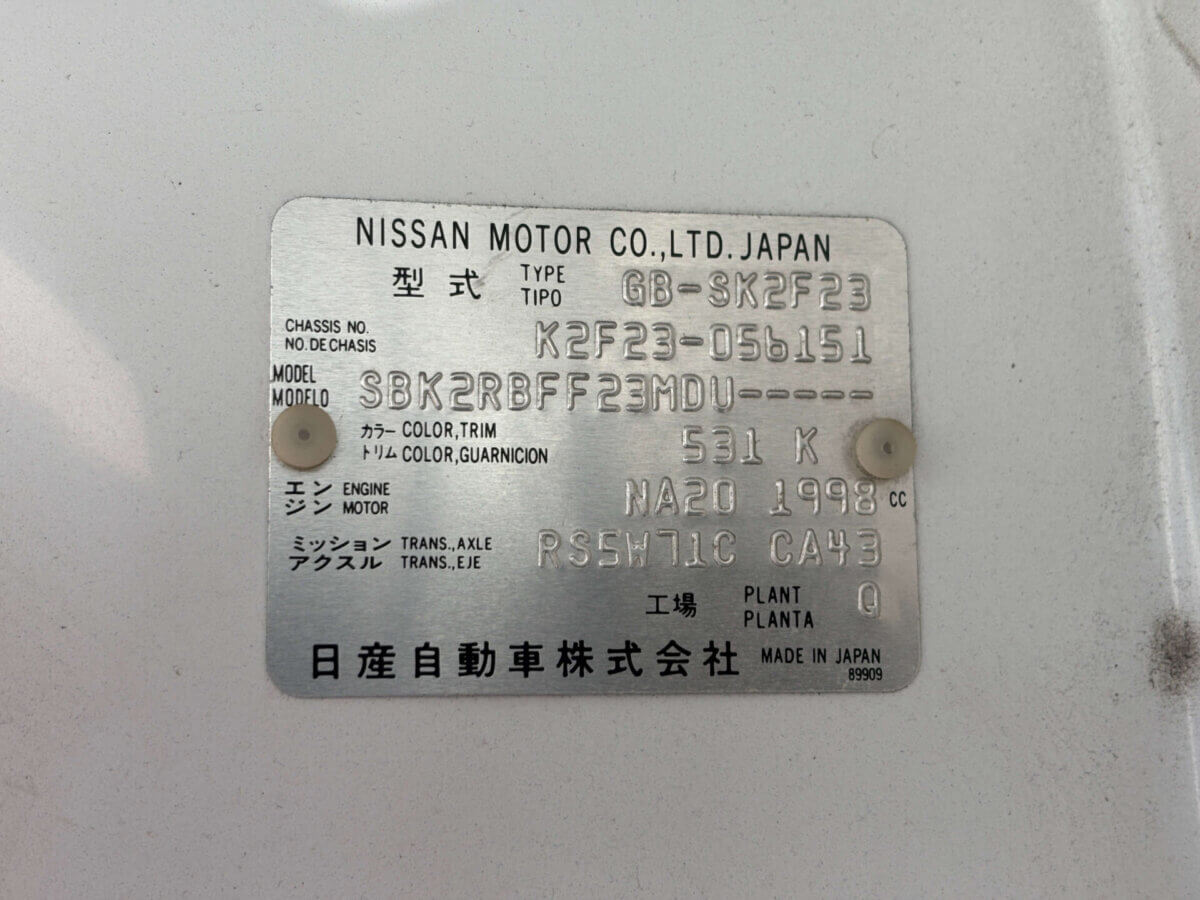 NISSAN MOTOR CO.,LTD. JAPAN
型式 TYPE TIPO GB-SK2F23
CHASSIS NO. NO. DE CHASIS K2F23-056151
MODEL MODELO SBK2RBFF23MDU-----
カラー COLOR,TRIM
トリム COLOR,GUARNICION 531 K
エンジン ENGINE MOTOR NA20 1998 CC
ミッション TRANS.,AXLE
アクスル TRANS.,EJE RS5W71C CA43
工場 PLANT PLANTA Q
日産自動車株式会社 MADE IN JAPAN
89909